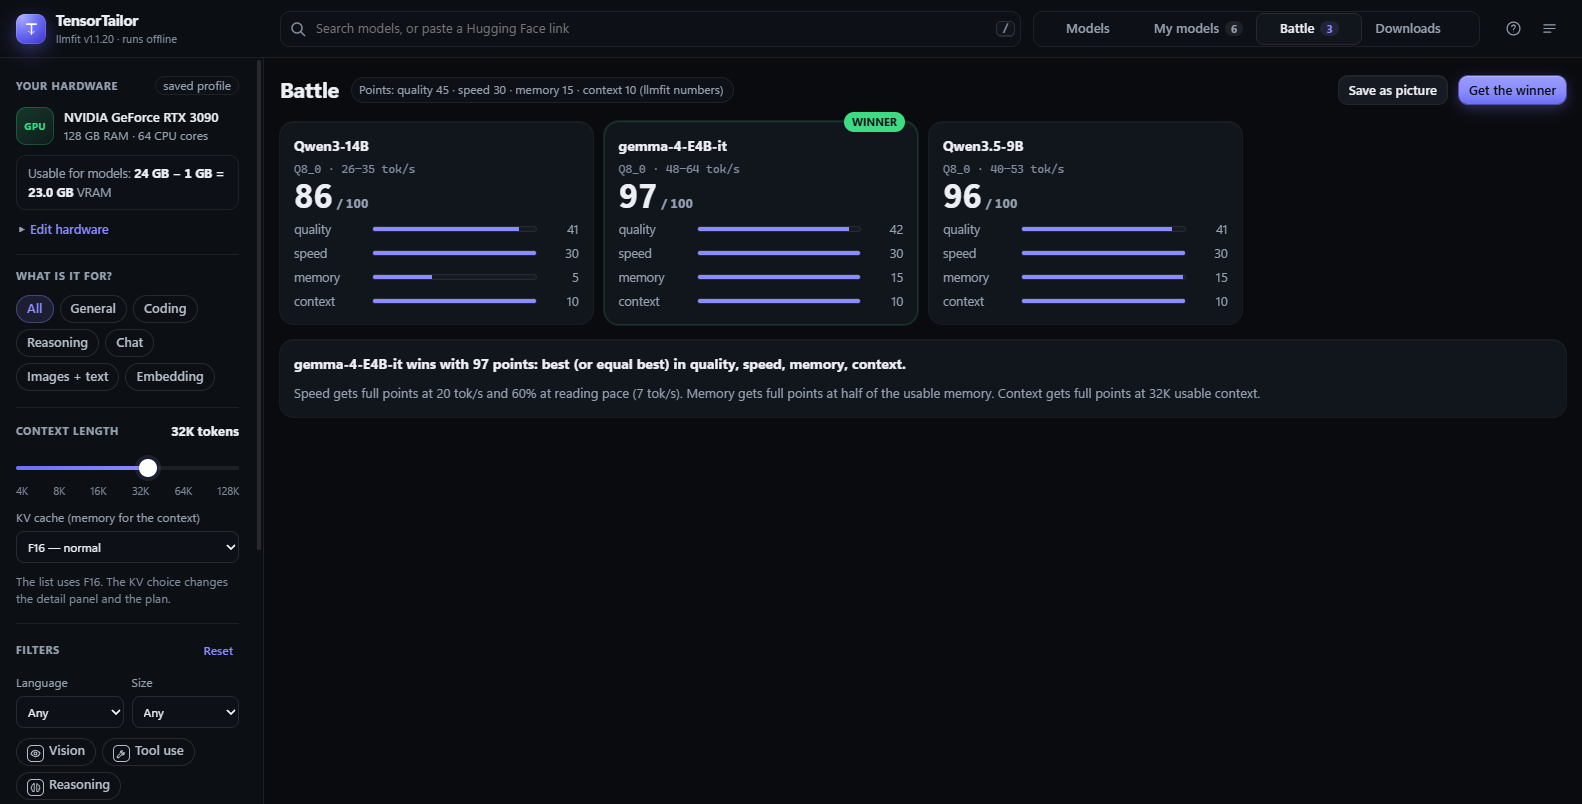 TensorTailor
llmfit v1.1.20 · runs offline
Search models, or paste a Hugging Face link
/
Models
My models 6
Battle 3
Downloads
YOUR HARDWARE
saved profile
GPU
NVIDIA GeForce RTX 3090
128 GB RAM · 64 CPU cores
Usable for models: 24 GB – 1 GB =
23.0 GB VRAM
Edit hardware
WHAT IS IT FOR?
All
General
Coding
Reasoning
Chat
Images + text
Embedding
CONTEXT LENGTH
32K tokens
4K
8K
16K
32K
64K
128K
KV cache (memory for the context)
F16 — normal
The list uses F16. The KV choice changes
the detail panel and the plan.
FILTERS
Reset
Language
Size
Any
Any
Vision
Tool use
Reasoning
Battle
Points: quality 45 · speed 30 · memory 15 · context 10 (llmfit numbers)
Save as picture
Get the winner
Qwen3-14B
Q8_0 · 26–35 tok/s
86 / 100
quality 41
speed 30
memory 5
context 10
WINNER
gemma-4-E4B-it
Q8_0 · 48–64 tok/s
97 / 100
quality 42
speed 30
memory 15
context 10
Qwen3.5-9B
Q8_0 · 40–53 tok/s
96 / 100
quality 41
speed 30
memory 15
context 10
gemma-4-E4B-it wins with 97 points: best (or equal best) in quality, speed, memory, context.
Speed gets full points at 20 tok/s and 60% at reading pace (7 tok/s). Memory gets full points at half of the usable memory. Context gets full points at 32K usable context.